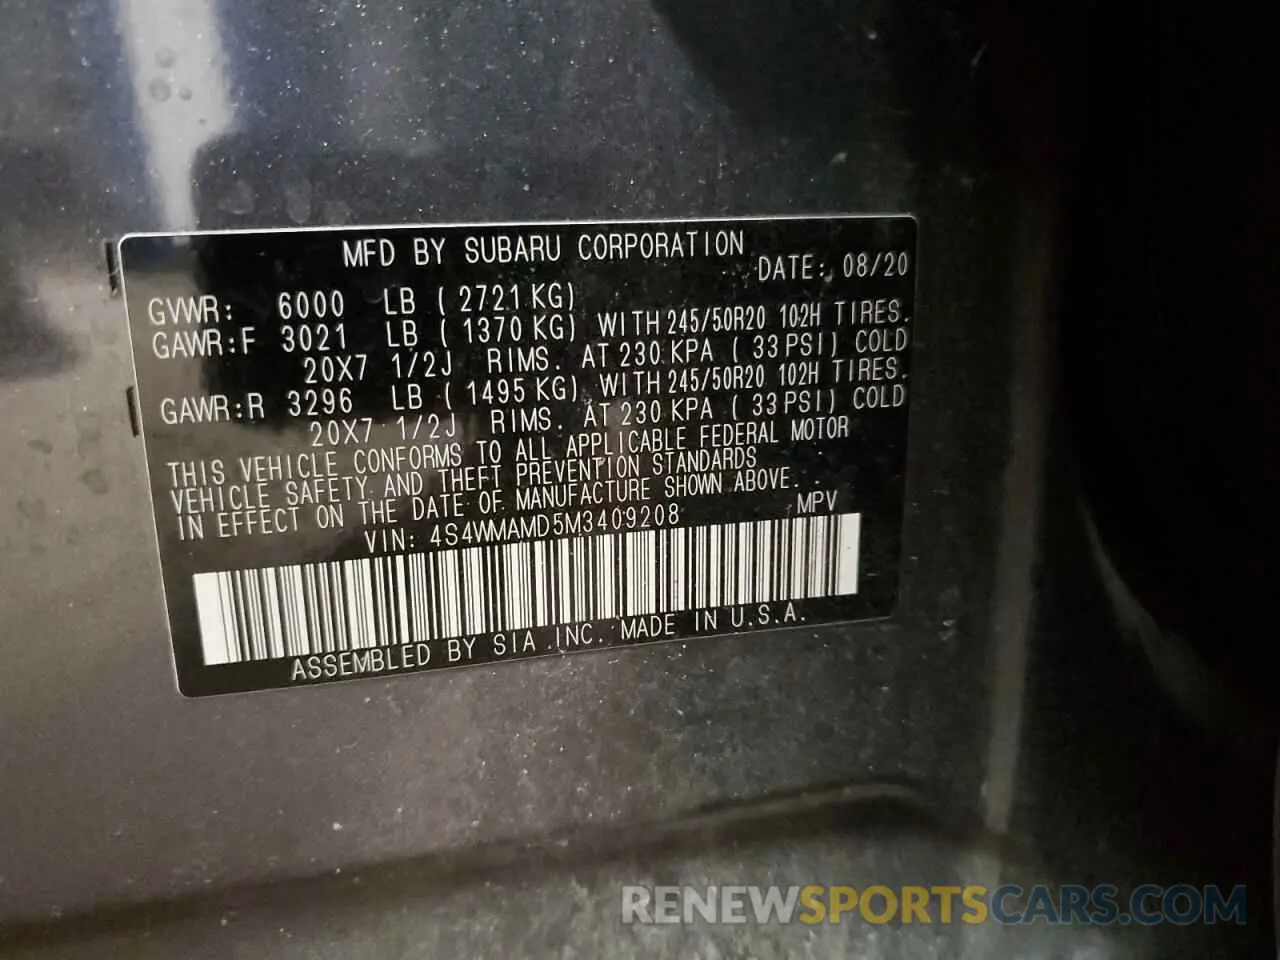 MFD BY SUBARU CORPORATION
DATE: 08/20
GVWR: 6000 LB ( 2721 KG)
GAWR:F 3021 LB ( 1370 KG) WITH 245/50R20 102H TIRES.
20X7 1/2J RIMS. AT 230 KPA ( 33 PSI) COLD
GAWR:R 3296 LB ( 1495 KG) WITH 245/50R20 102H TIRES.
20X7 1/2J RIMS. AT 230 KPA ( 33 PSI) COLD
THIS VEHICLE CONFORMS TO ALL APPLICABLE FEDERAL MOTOR
VEHICLE SAFETY AND THEFT PREVENTION STANDARDS
IN EFFECT ON THE DATE OF MANUFACTURE SHOWN ABOVE.
VIN: 4S4WMAMD5M3409208 MPV
ASSEMBLED BY SIA INC. MADE IN U.S.A.
RENEWSPORTSCARS.COM